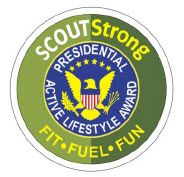 SCOUTStrong
PRESIDENTIAL
ACTIVE LIFESTYLE AWARD
FIT • FUEL • FUN